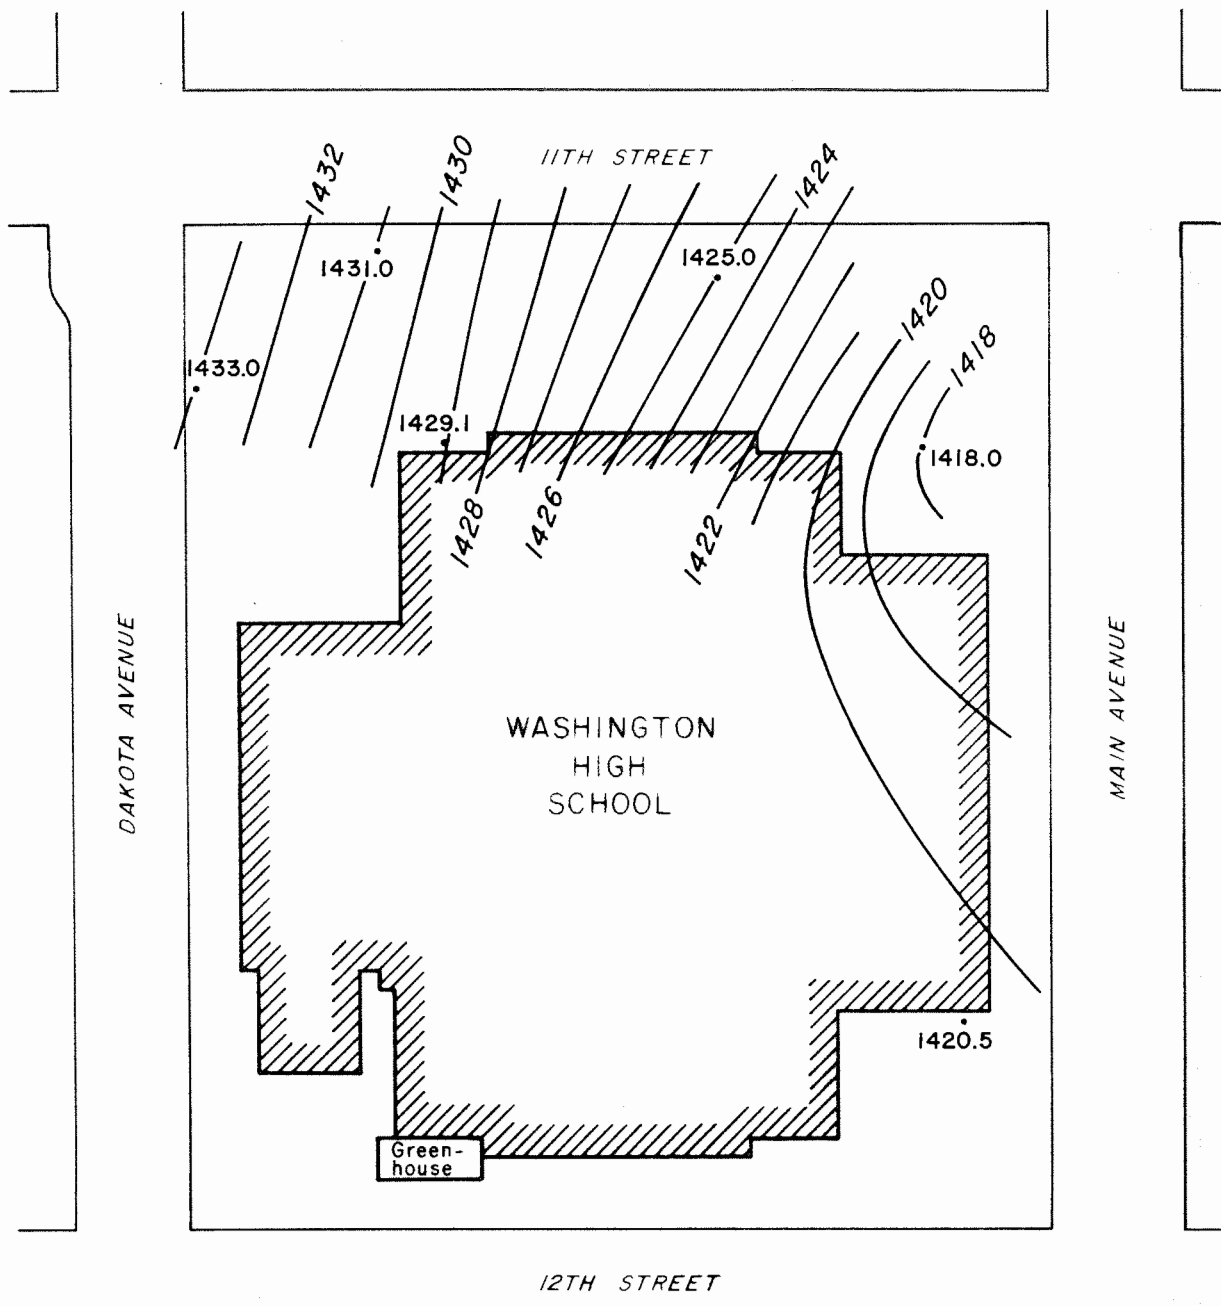 11TH STREET
1432
1430
1424
1431.0
1425.0
1433.0
1420
1418
1429.1
1418.0
1428
1426
1422
DAKOTA AVENUE
MAIN AVENUE
WASHINGTON
HIGH
SCHOOL
1420.5
Green-
house
12TH STREET